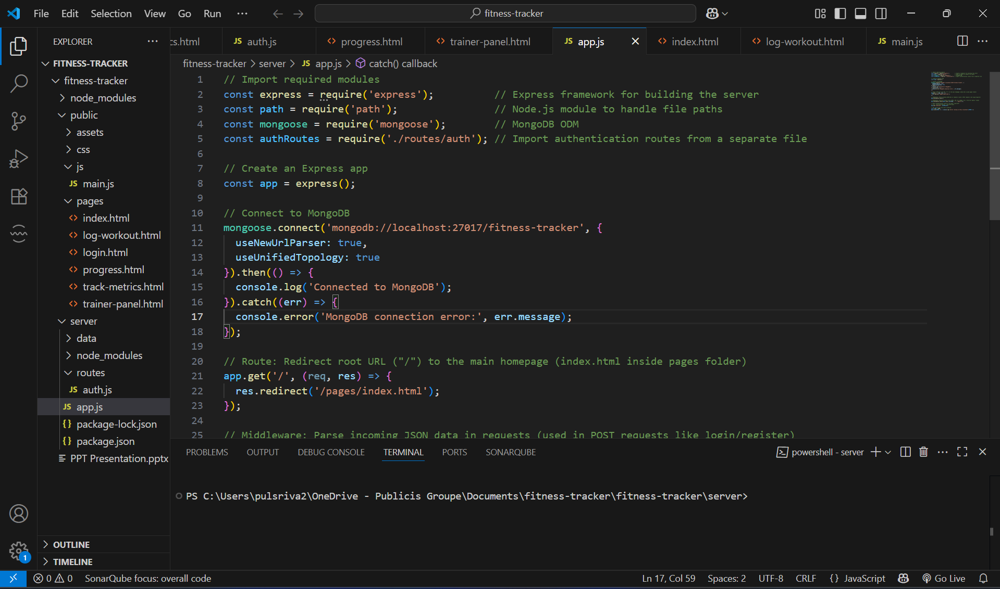 File Edit Selection View Go Run ··· fitness-tracker
EXPLORER
cs.html auth.js progress.html trainer-panel.html JS app.js index.html log-workout.html JS main.js
FITNESS-TRACKER
fitness-tracker
node_modules
public
assets
css
js
JS main.js
pages
index.html
log-workout.html
login.html
progress.html
track-metrics.html
trainer-panel.html
server
data
node_modules
routes
JS auth.js
JS app.js
{} package-lock.json
{} package.json
PPT Presentation.pptx
OUTLINE
TIMELINE
fitness-tracker > server > JS app.js > catch() callback
1 // Import required modules
2 const express = require('express'); // Express framework for building the server
3 const path = require('path'); // Node.js module to handle file paths
4 const mongoose = require('mongoose'); // MongoDB ODM
5 const authRoutes = require('./routes/auth'); // Import authentication routes from a separate file
6
7 // Create an Express app
8 const app = express();
9
10 // Connect to MongoDB
11 mongoose.connect('mongodb://localhost:27017/fitness-tracker', {
12 useNewUrlParser: true,
13 useUnifiedTopology: true
14 }).then(() => {
15 console.log('Connected to MongoDB');
16 }).catch((err) => {
17 console.error('MongoDB connection error:', err.message);
18 });
19
20 // Route: Redirect root URL ("/") to the main homepage (index.html inside pages folder)
21 app.get('/', (req, res) => {
22 res.redirect('/pages/index.html');
23 });
24
25 // Middleware: Parse incoming JSON data in requests (used in POST requests like login/register)
PROBLEMS OUTPUT DEBUG CONSOLE TERMINAL PORTS SONARQUBE powershell - server
PS C:\Users\pulsriva2\OneDrive - Publicis Groupe\Documents\fitness-tracker\fitness-tracker\server>
1
0 0 SonarQube focus: overall code Ln 17, Col 59 Spaces: 2 UTF-8 CRLF {} JavaScript Go Live